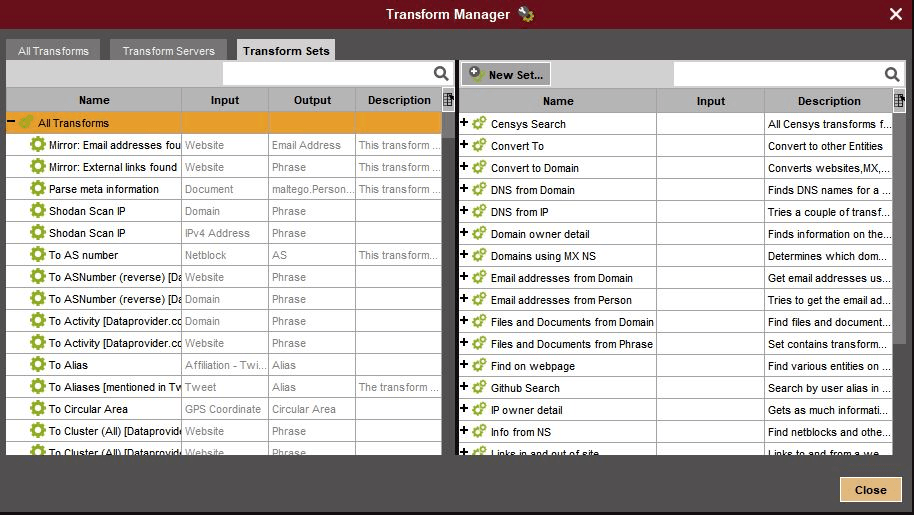 Transform Manager
All Transforms Transform Servers Transform Sets
Name Input Output Description
All Transforms
Mirror: Email addresses fou Website Email Address This transform ...
Mirror: External links found Website Phrase This transform ...
Parse meta information Document maltego.Person... This transform ...
Shodan Scan IP Domain Phrase
Shodan Scan IP IPv4 Address Phrase
To AS number Netblock AS This transform...
To ASNumber (reverse) [Da Website Phrase
To ASNumber (reverse) [Da Domain Phrase
To Activity [Dataprovider.co Domain Phrase
To Activity [Dataprovider.co Website Phrase
To Alias Affiliation - Twi... Alias
To Aliases [mentioned in Tw Tweet Alias The transform ...
To Circular Area GPS Coordinate Circular Area
To Cluster (All) [Dataprovide Website Phrase
To Cluster (All) [Dataprovide Domain Phrase
New Set...
Name Input Description
Censys Search All Censys transforms f...
Convert To Convert to other Entities
Convert to Domain Converts websites,MX,...
DNS from Domain Finds DNS names for a ...
DNS from IP Tries a couple of transf...
Domain owner detail Finds information on the...
Domains using MX NS Determines which dom...
Email addresses from Domain Get email addresses us...
Email addresses from Person Tries to get the email ad...
Files and Documents from Domain Find files and document...
Files and Documents from Phrase Set contains transform...
Find on webpage Find various entities on ...
Github Search Search by user alias in ...
IP owner detail Gets as much informati...
Info from NS Find netblocks and othe...
Links in and out of site Links to and from a we...
Close